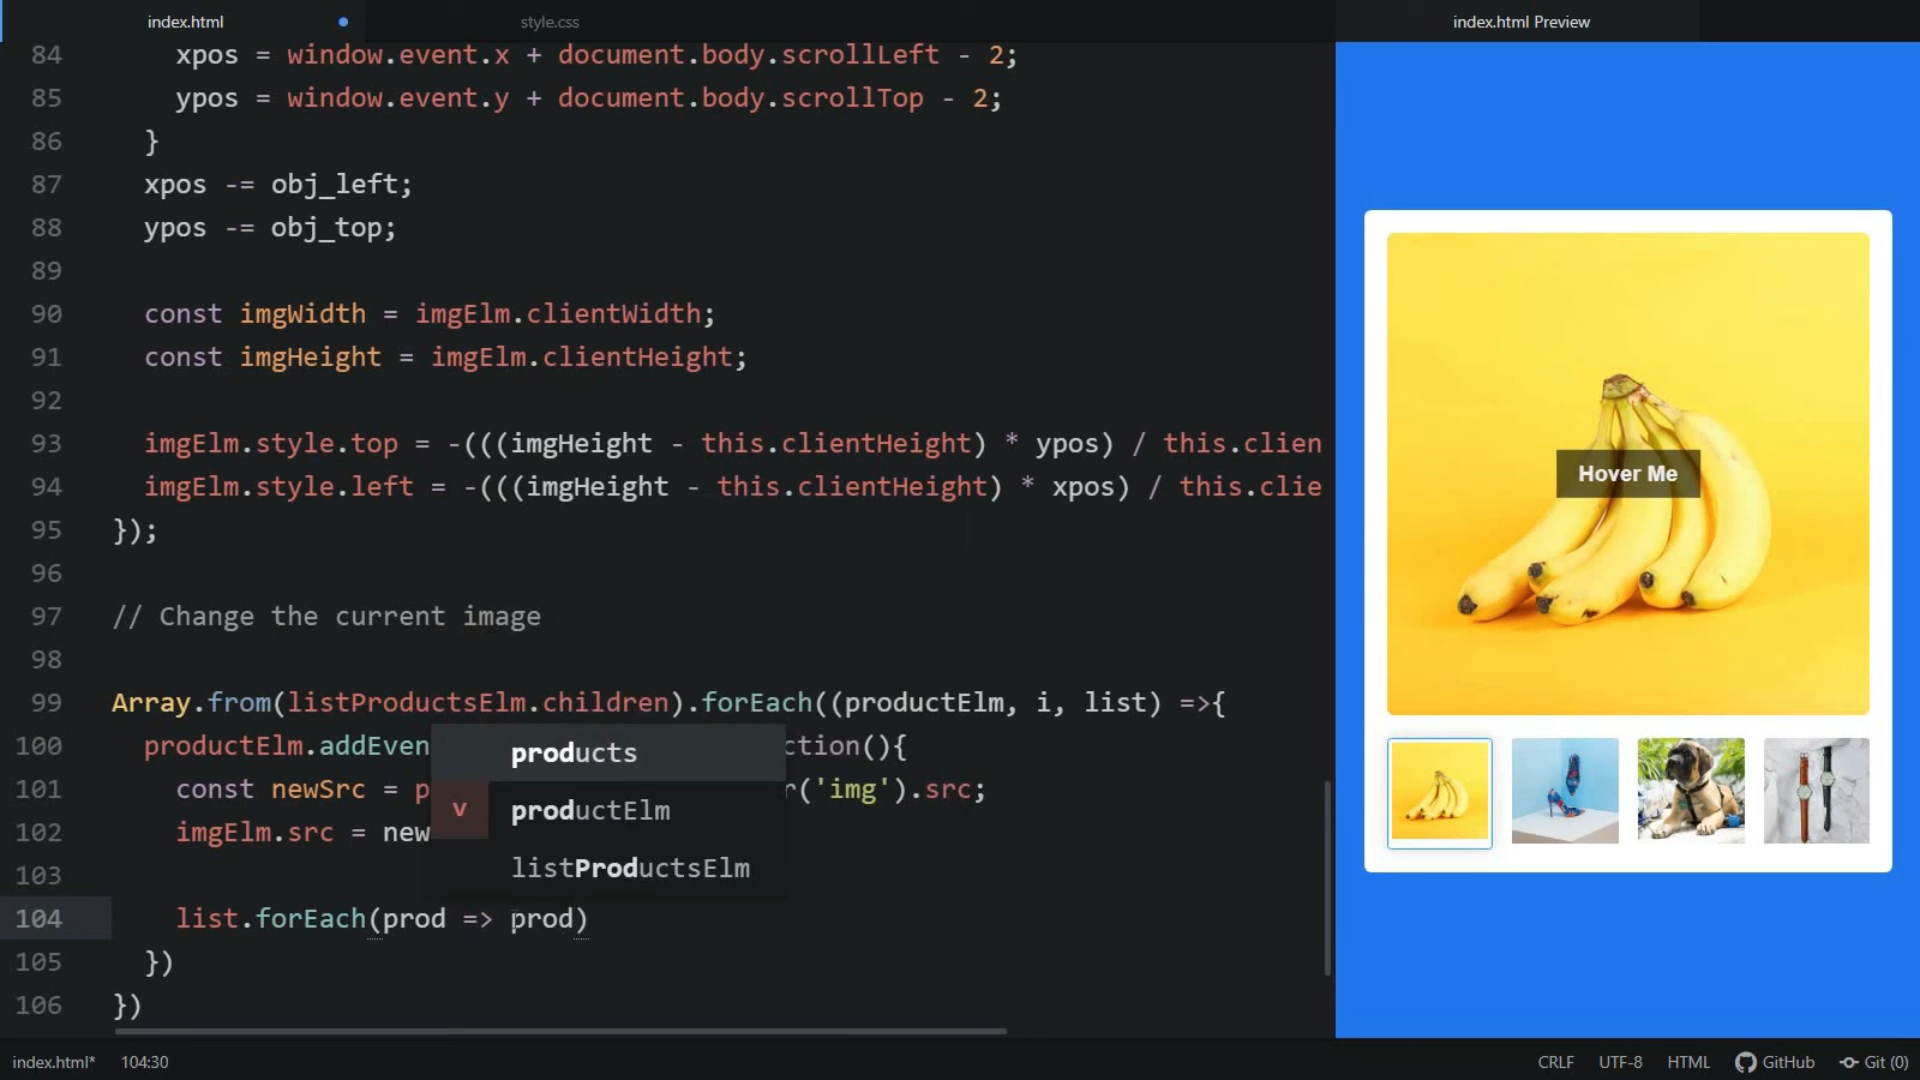 index.html
style.css
index.html Preview
84 xpos = window.event.x + document.body.scrollLeft - 2;
85 ypos = window.event.y + document.body.scrollTop - 2;
86 }
87 xpos -= obj_left;
88 ypos -= obj_top;
89
90 const imgWidth = imgElm.clientWidth;
91 const imgHeight = imgElm.clientHeight;
92
93 imgElm.style.top = -(((imgHeight - this.clientHeight) * ypos) / this.clien
94 imgElm.style.left = -(((imgHeight - this.clientHeight) * xpos) / this.clie
95 });
96
97 // Change the current image
98
99 Array.from(listProductsElm.children).forEach((productElm, i, list) =>{
100 productElm.addEven ction(){
101 const newSrc = p r('img').src;
102 imgElm.src = new
103
104 list.forEach(prod => prod)
105 })
106 })
products
v productElm
listProductsElm
Hover Me
index.html* 104:30
CRLF UTF-8 HTML GitHub Git (0)